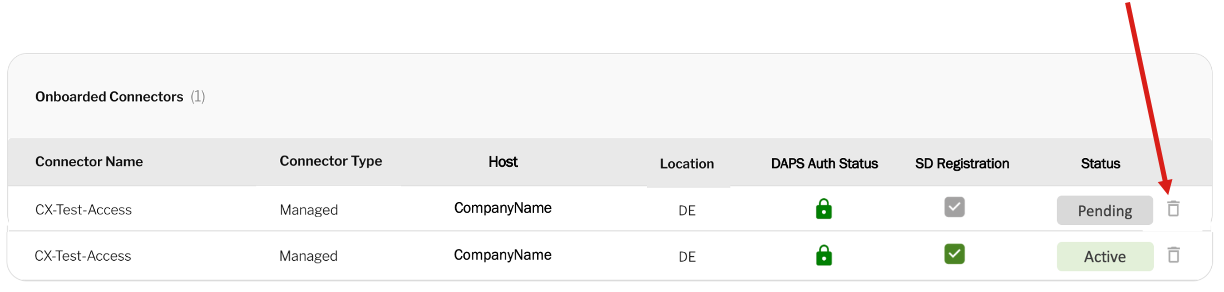 Onboarded Connectors (1)
Connector Name Connector Type Host Location DAPS Auth Status SD Registration Status
CX-Test-Access Managed CompanyName DE Pending
CX-Test-Access Managed CompanyName DE Active